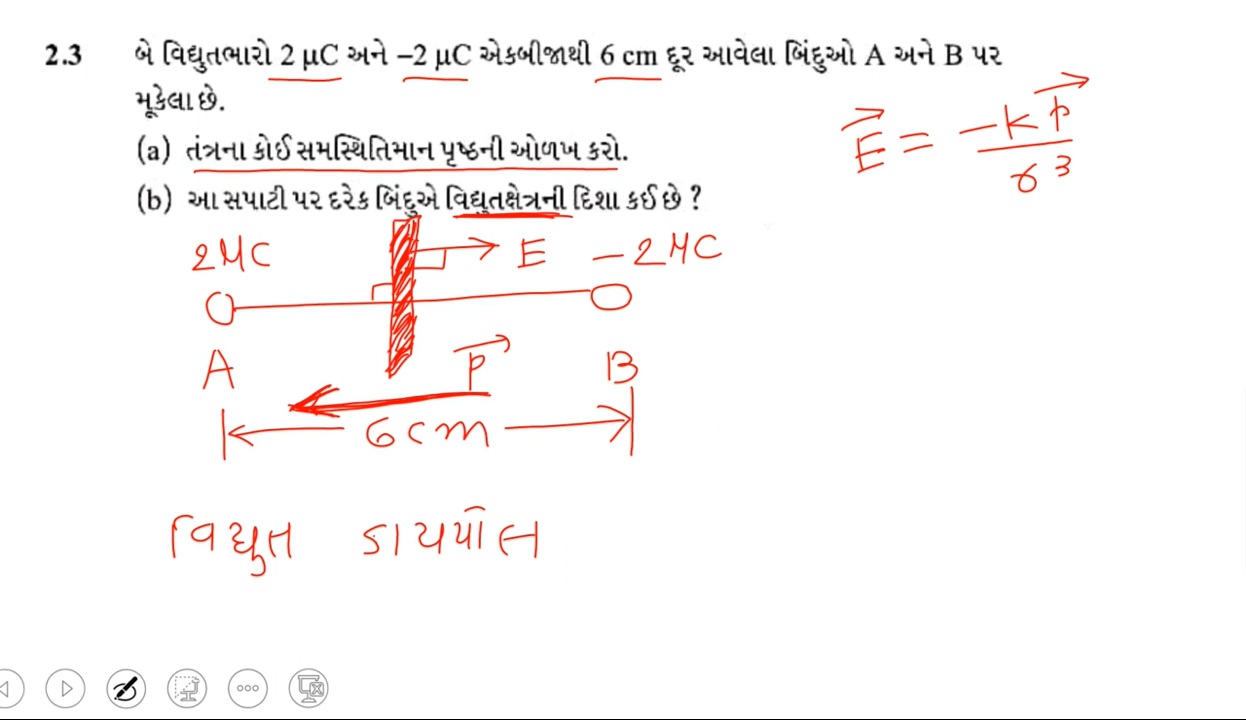 2.3 બે વિદ્યુતભારો 2 μC અને –2 μC એકબીજાથી 6 cm દૂર આવેલા બિંદુઓ A અને B પર
મૂકેલા છે.
(a) તંત્રના કોઈ સમસ્થિતિમાન પૃષ્ઠની ઓળખ કરો.
(b) આ સપાટી પર દરેક બિંદુએ વિદ્યુતક્ષેત્રની દિશા કઈ છે ?
E = -kp / r3
2μC E -2μC
A P B
6cm
વિદ્યુત ડાયપૉલ